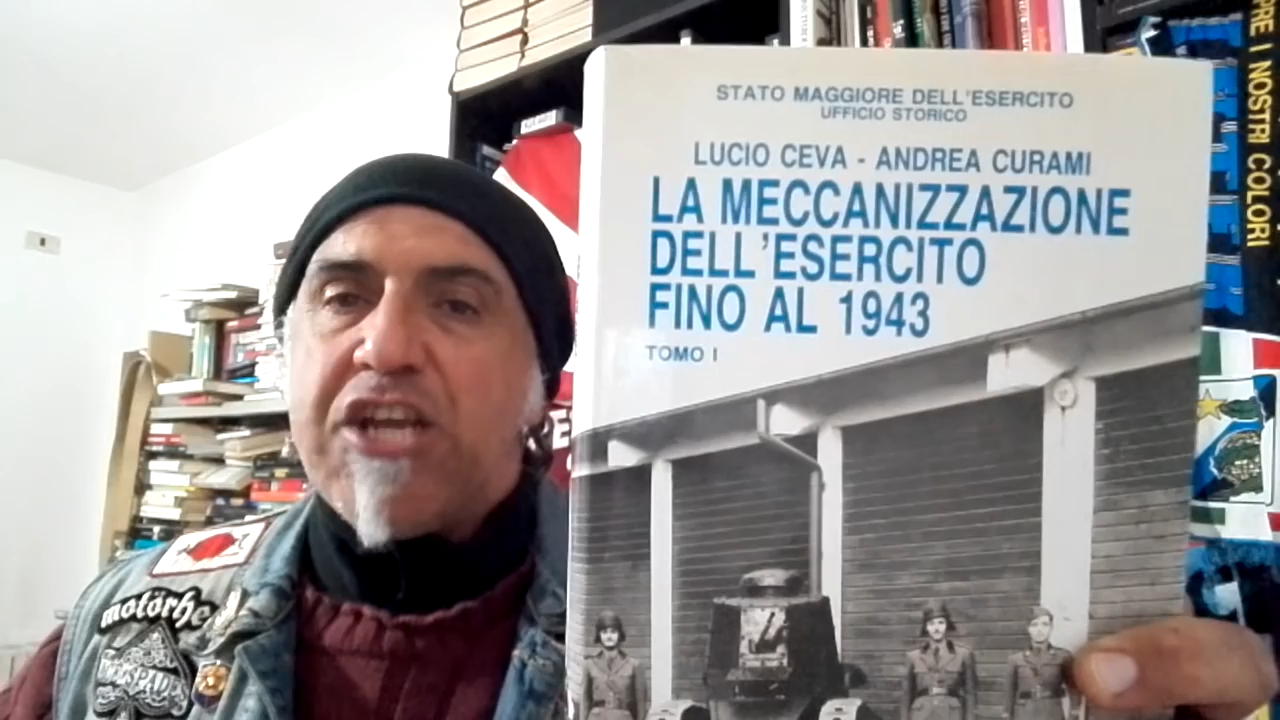 STATO MAGGIORE DELL'ESERCITO
UFFICIO STORICO
LUCIO CEVA - ANDREA CURAMI
LA MECCANIZZAZIONE
DELL'ESERCITO
FINO AL 1943
TOMO I
PRE I NOSTRI COLORI
motörhe